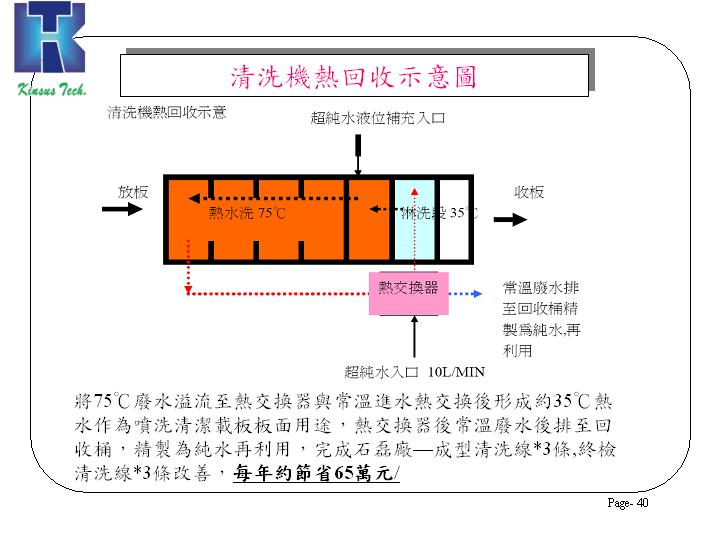 Kinsus Tech.
清洗機熱回收示意圖
清洗機熱回收示意
超純水液位補充入口
放板
收板
熱水洗 75℃
淋洗段 35℃
熱交換器
常溫廢水排
至回收桶精
製爲純水,再
利用
超純水入口 10L/MIN
將75℃廢水溢流至熱交換器與常溫進水熱交換後形成約35℃熱
水作為噴洗清潔載板板面用途，熱交換器後常溫廢水後排至回
收桶，精製為純水再利用，完成石磊廠—成型清洗線*3條,終檢
清洗線*3條改善，每年約節省65萬元/
Page- 40